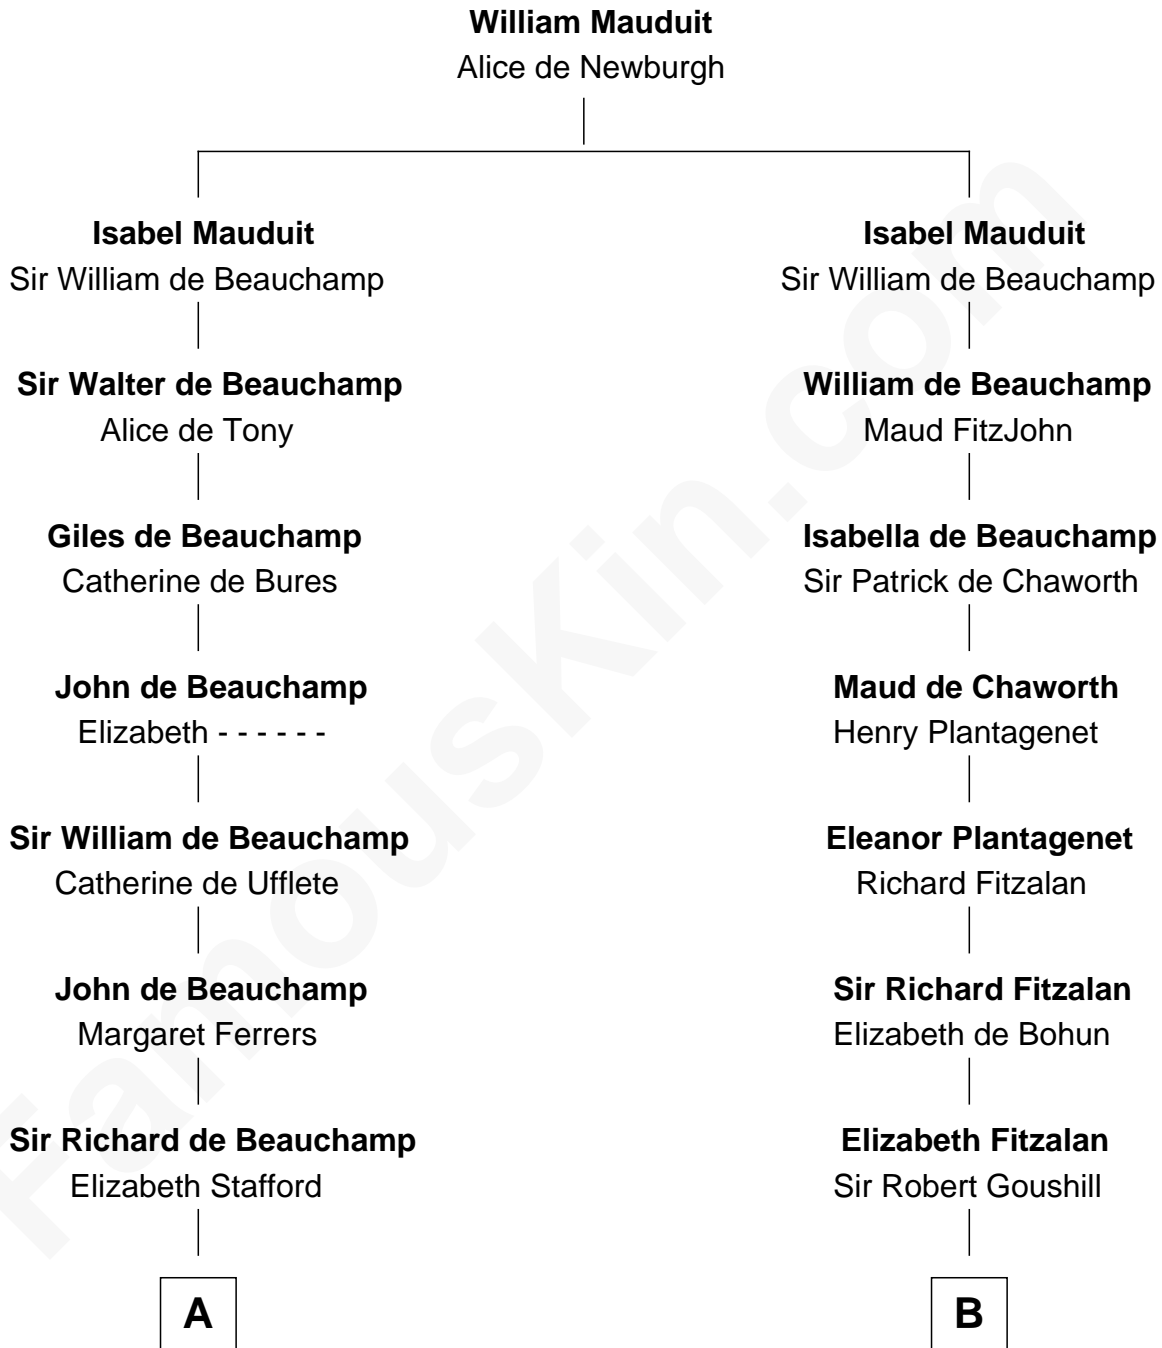 William Mauduit
Alice de Newburgh
Isabel Mauduit
Sir William de Beauchamp
Sir Walter de Beauchamp
Alice de Tony
Giles de Beauchamp
Catherine de Bures
John de Beauchamp
Elizabeth - - - - - -
Sir William de Beauchamp
Catherine de Ufflete
John de Beauchamp
Margaret Ferrers
Sir Richard de Beauchamp
Elizabeth Stafford
A
Isabel Mauduit
Sir William de Beauchamp
William de Beauchamp
Maud FitzJohn
Isabella de Beauchamp
Sir Patrick de Chaworth
Maud de Chaworth
Henry Plantagenet
Eleanor Plantagenet
Richard Fitzalan
Sir Richard Fitzalan
Elizabeth de Bohun
Elizabeth Fitzalan
Sir Robert Goushill
B
FamousKin.com